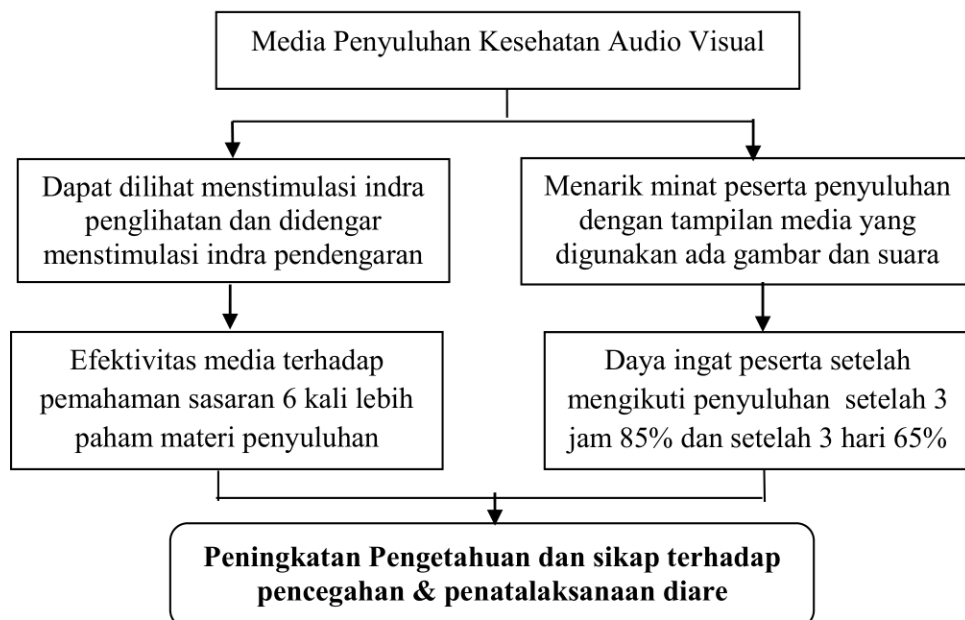 Media Penyuluhan Kesehatan Audio Visual
Dapat dilihat menstimulasi indra
penglihatan dan didengar
menstimulasi indra pendengaran
Menarik minat peserta penyuluhan
dengan tampilan media yang
digunakan ada gambar dan suara
Efektivitas media terhadap
pemahaman sasaran 6 kali lebih
paham materi penyuluhan
Daya ingat peserta setelah
mengikuti penyuluhan setelah 3
jam 85% dan setelah 3 hari 65%
Peningkatan Pengetahuan dan sikap terhadap
pencegahan & penatalaksanaan diare